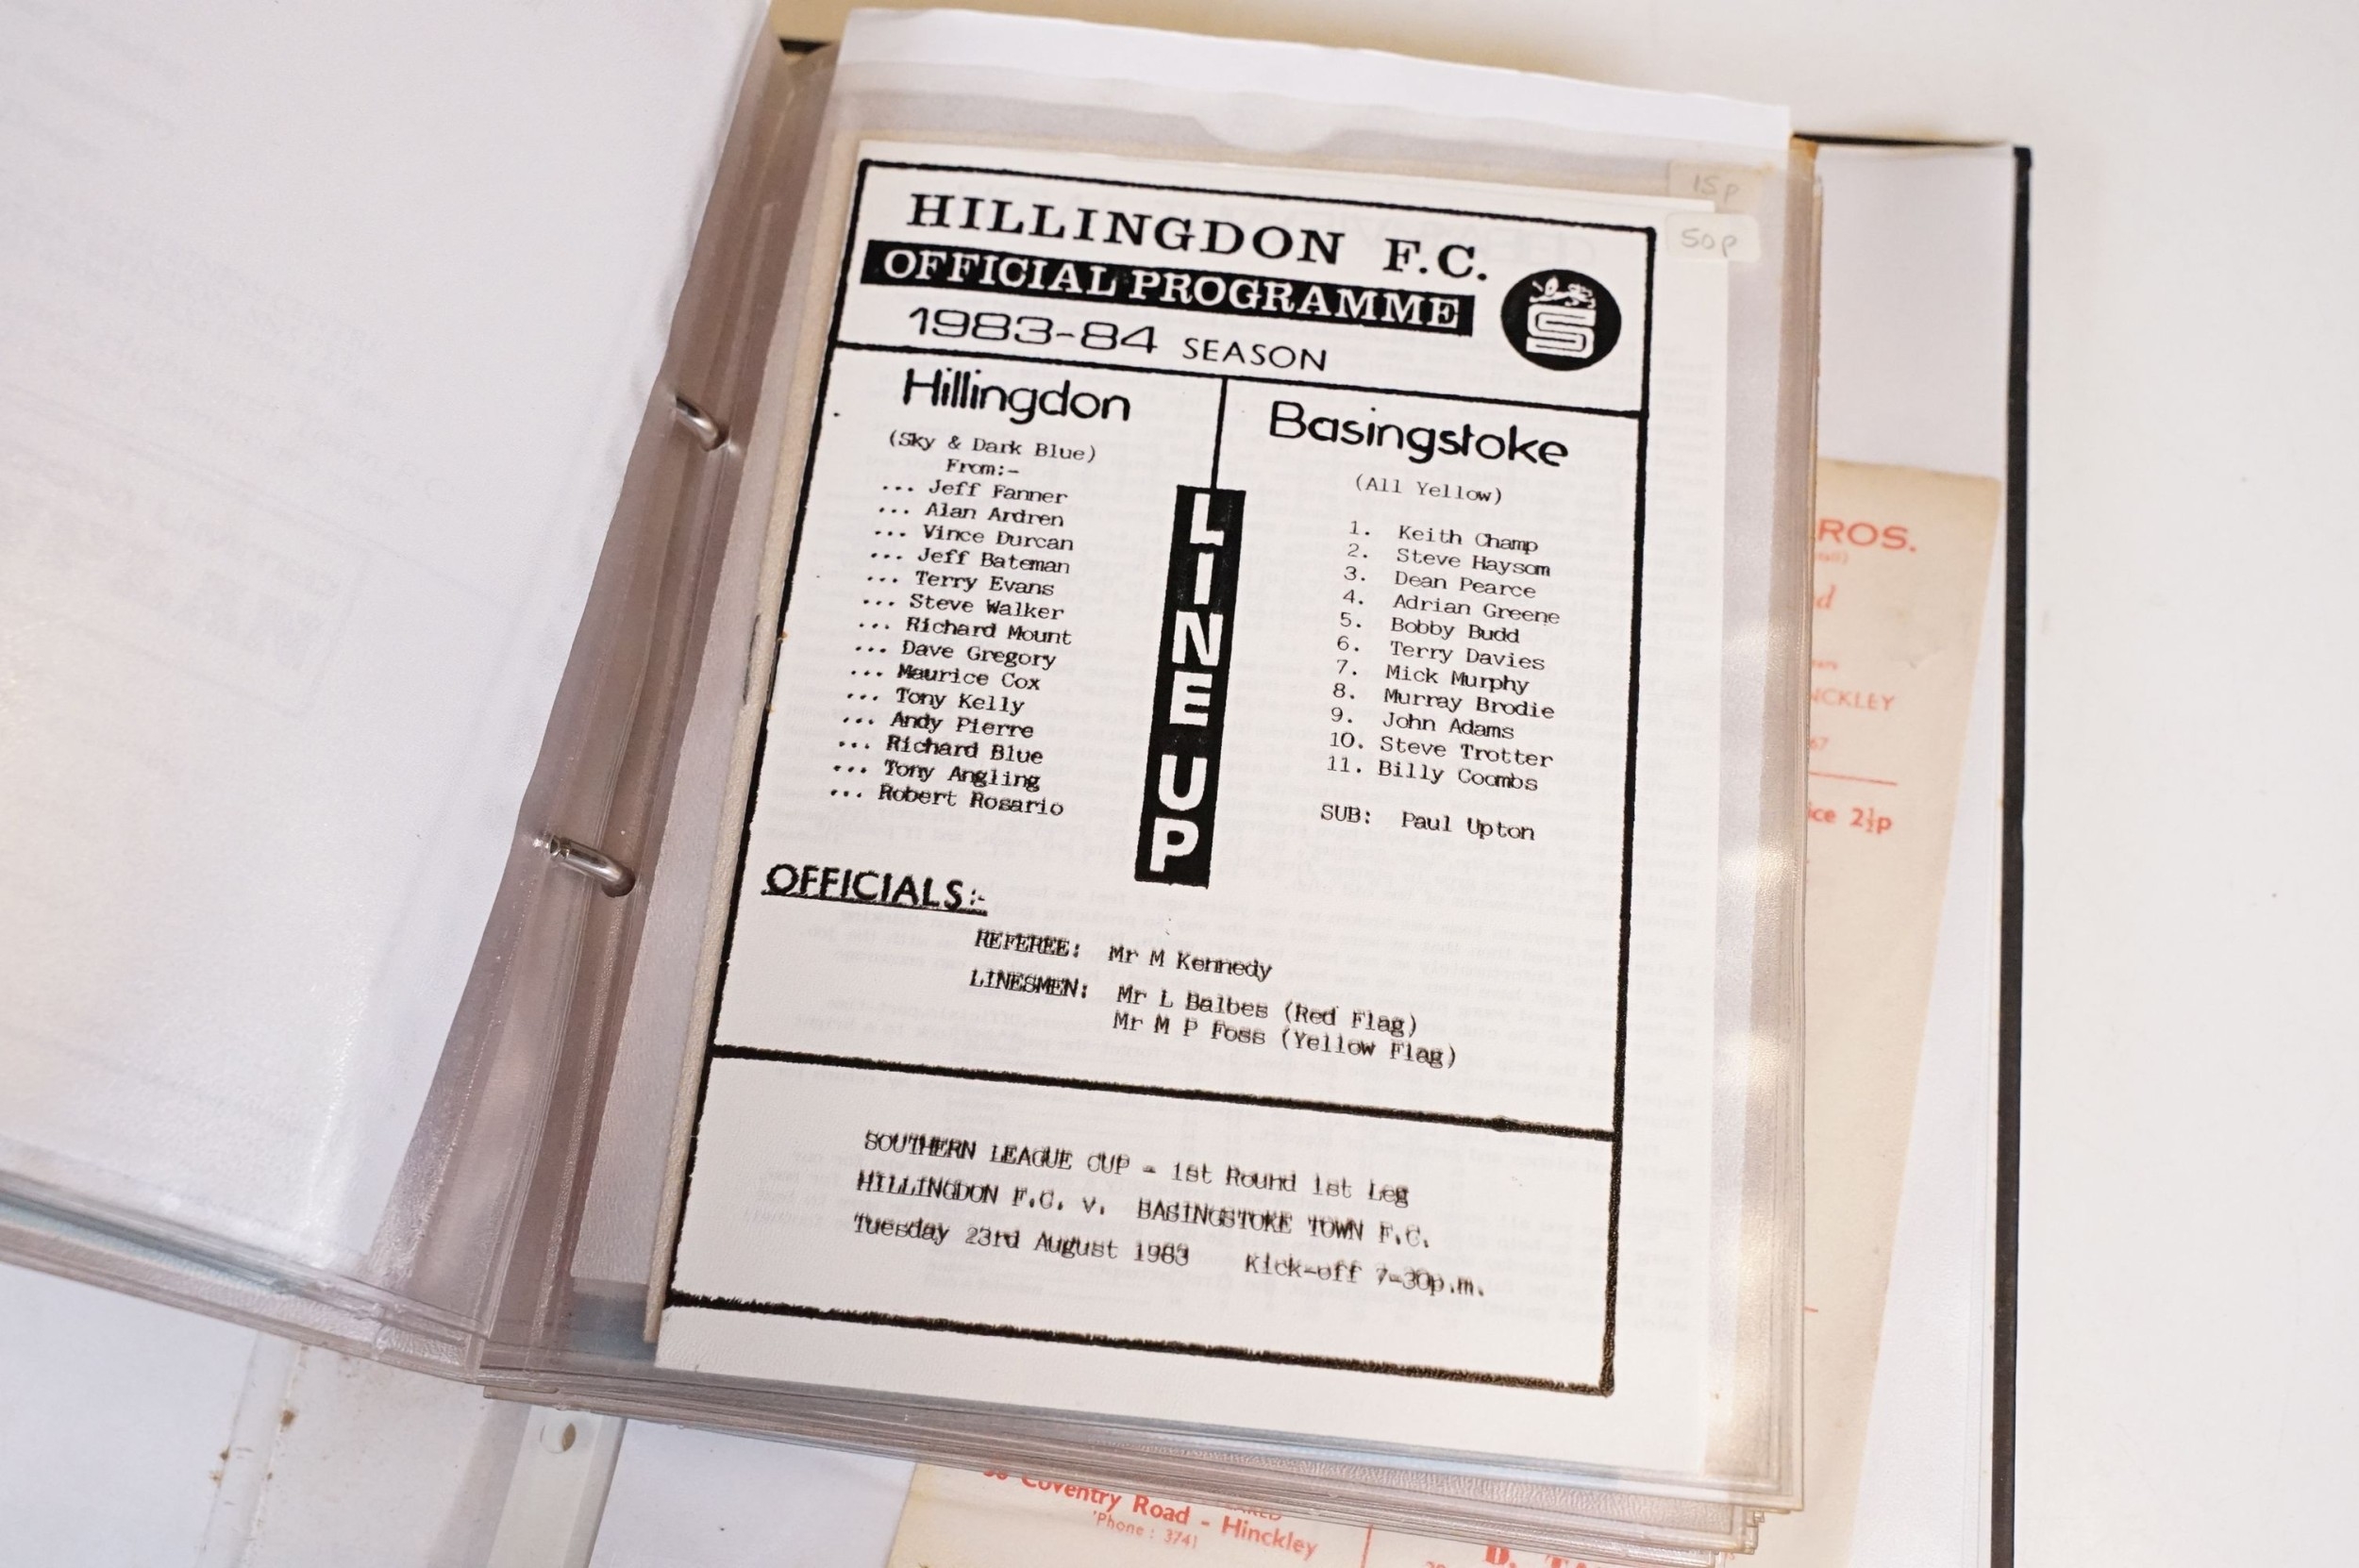 15p
50p
HILLINGDON F.C.
OFFICIAL PROGRAMME
1983-84 SEASON
S
Hillingdon
(Sky & Dark Blue)
From:-
... Jeff Fanner
... Alan Ardren
... Vince Durcan
... Jeff Bateman
... Terry Evans
... Steve Walker
... Richard Mount
... Dave Gregory
... Maurice Cox
... Tony Kelly
... Andy Pierre
... Richard Blue
... Tony Angling
... Robert Rosario
LINE UP
Basingstoke
(All Yellow)
1. Keith Champ
2. Steve Haysom
3. Dean Pearce
4. Adrian Greene
5. Bobby Budd
6. Terry Davies
7. Mick Murphy
8. Murray Brodie
9. John Adams
10. Steve Trotter
11. Billy Coombs
SUB: Paul Upton
OFFICIALS:-
REFEREE: Mr M Kennedy
LINESMEN: Mr L Balbes (Red Flag)
Mr M P Foss (Yellow Flag)
SOUTHERN LEAGUE CUP - 1st Round 1st Leg
HILLINGDON F.C. v. BASINGSTOKE TOWN F.C.
Tuesday 23rd August 1983 Kick-off 7-30p.m.
ROS.
NCKLEY
67
ice 2½p
Coventry Road - Hinckley
'Phone : 3741